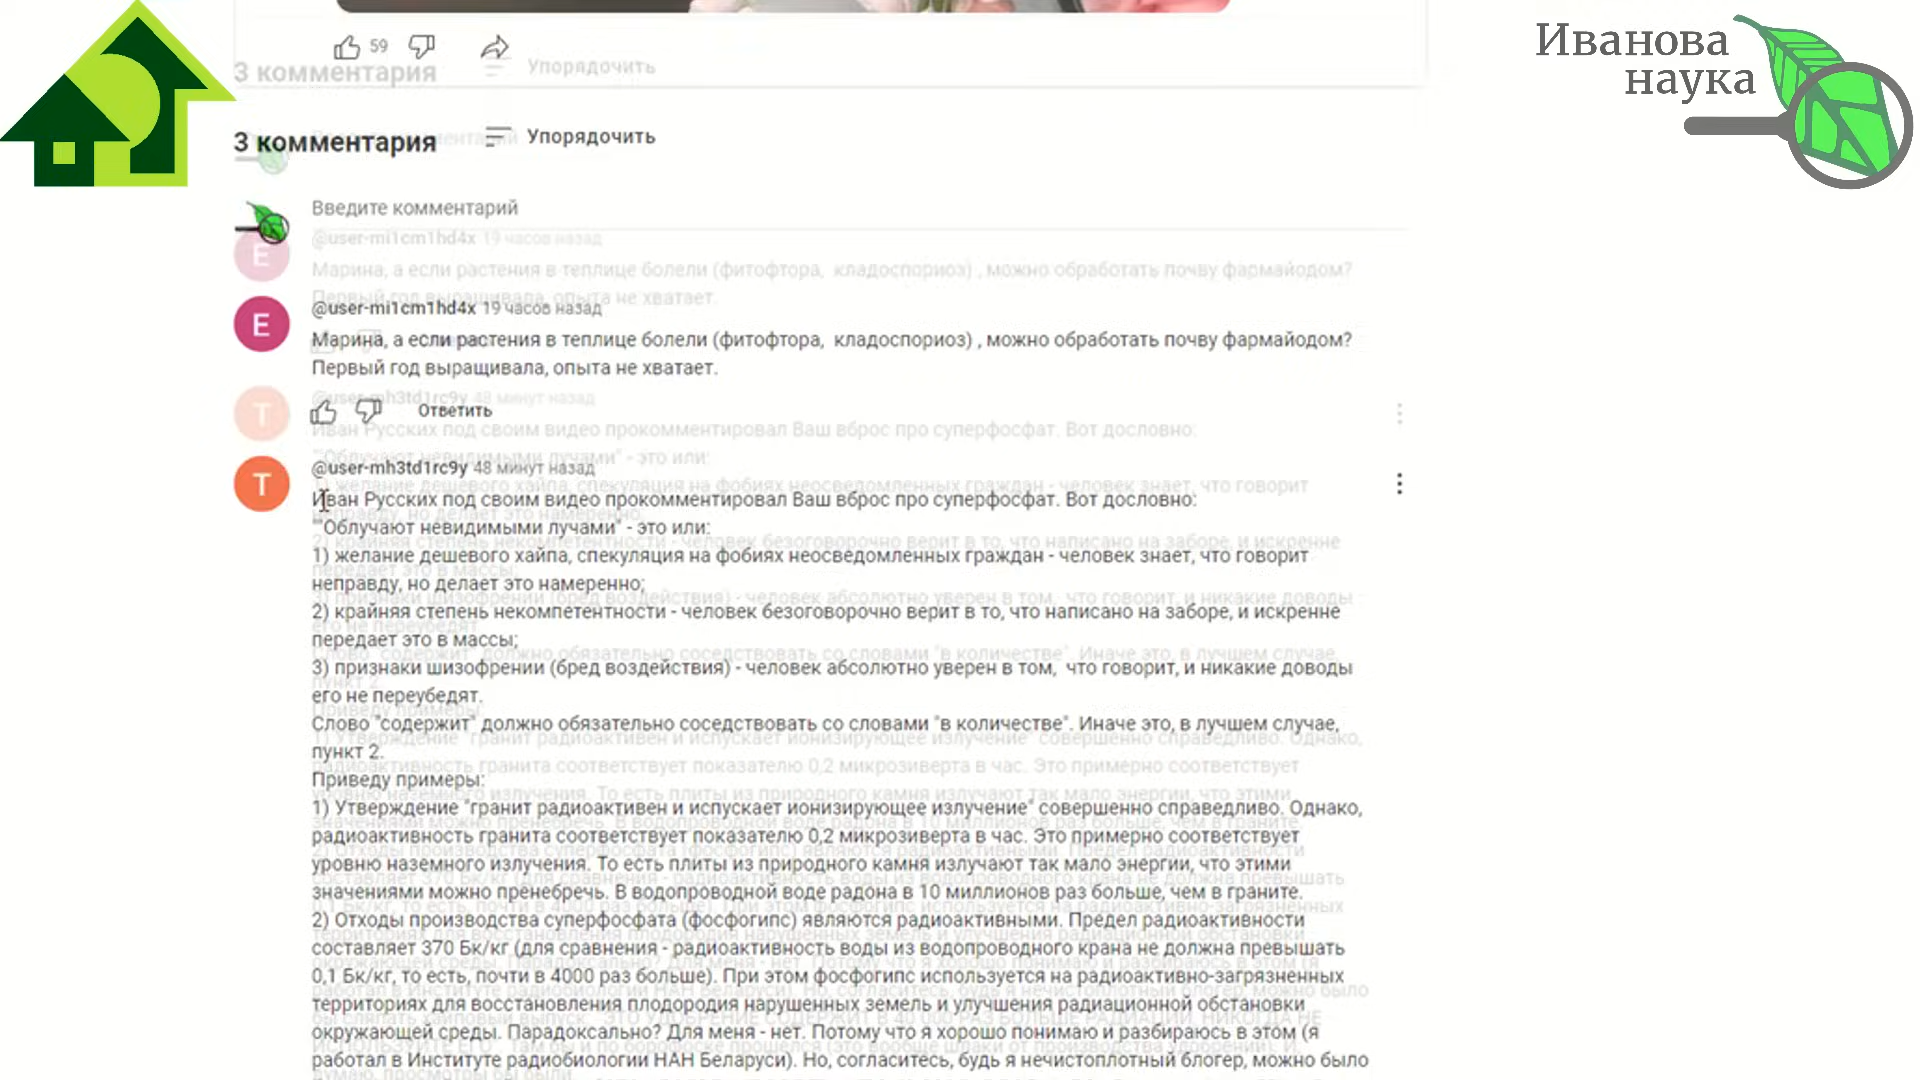 Иванова
наука
59
3 комментария
Упорядочить
3 комментария
Упорядочить
Введите комментарий
@user-mi1cm1hd4x 19 часов назад
Марина, а если растения в теплице болели (фитофтора, кладоспориоз) , можно обработать почву фармайодом?
Первый год выращивала, опыта не хватает.
Ответить
@user-mh3td1rc9y 48 минут назад
Иван Русских под своим видео прокомментировал Ваш вброс про суперфосфат. Вот дословно:
"Облучают невидимыми лучами" - это или:
1) желание дешевого хайпа, спекуляция на фобиях неосведомленных граждан - человек знает, что говорит
неправду, но делает это намеренно;
2) крайняя степень некомпетентности - человек безоговорочно верит в то, что написано на заборе, и искренне
передает это в массы;
3) признаки шизофрении (бред воздействия) - человек абсолютно уверен в том, что говорит, и никакие доводы
его не переубедят.
Слово "содержит" должно обязательно соседствовать со словами "в количестве". Иначе это, в лучшем случае,
пункт 2.
Приведу примеры:
1) Утверждение "гранит радиоактивен и испускает ионизирующее излучение" совершенно справедливо. Однако,
радиоактивность гранита соответствует показателю 0,2 микрозиверта в час. Это примерно соответствует
уровню наземного излучения. То есть плиты из природного камня излучают так мало энергии, что этими
значениями можно пренебречь. В водопроводной воде радона в 10 миллионов раз больше, чем в граните.
2) Отходы производства суперфосфата (фосфогипс) являются радиоактивными. Предел радиоактивности
составляет 370 Бк/кг (для сравнения - радиоактивность воды из водопроводного крана не должна превышать
0,1 Бк/кг, то есть, почти в 4000 раз больше). При этом фосфогипс используется на радиоактивно-загрязненных
территориях для восстановления плодородия нарушенных земель и улучшения радиационной обстановки
окружающей среды. Парадоксально? Для меня - нет. Потому что я хорошо понимаю и разбираюсь в этом (я
работал в Институте радиобиологии НАН Беларуси). Но, согласитесь, будь я нечистоплотный блогер, можно было